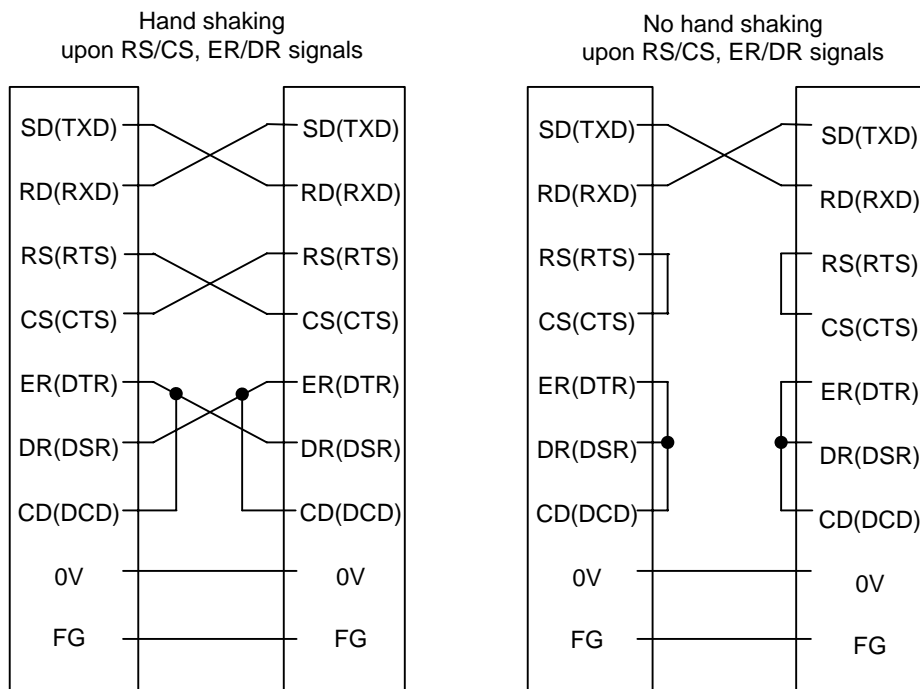 Hand shaking
upon RS/CS, ER/DR signals
SD(TXD) SD(TXD)
RD(RXD) RD(RXD)
RS(RTS) RS(RTS)
CS(CTS) CS(CTS)
ER(DTR) ER(DTR)
DR(DSR) DR(DSR)
CD(DCD) CD(DCD)
0V 0V
FG FG
No hand shaking
upon RS/CS, ER/DR signals
SD(TXD) SD(TXD)
RD(RXD) RD(RXD)
RS(RTS) RS(RTS)
CS(CTS) CS(CTS)
ER(DTR) ER(DTR)
DR(DSR) DR(DSR)
CD(DCD) CD(DCD)
0V 0V
FG FG